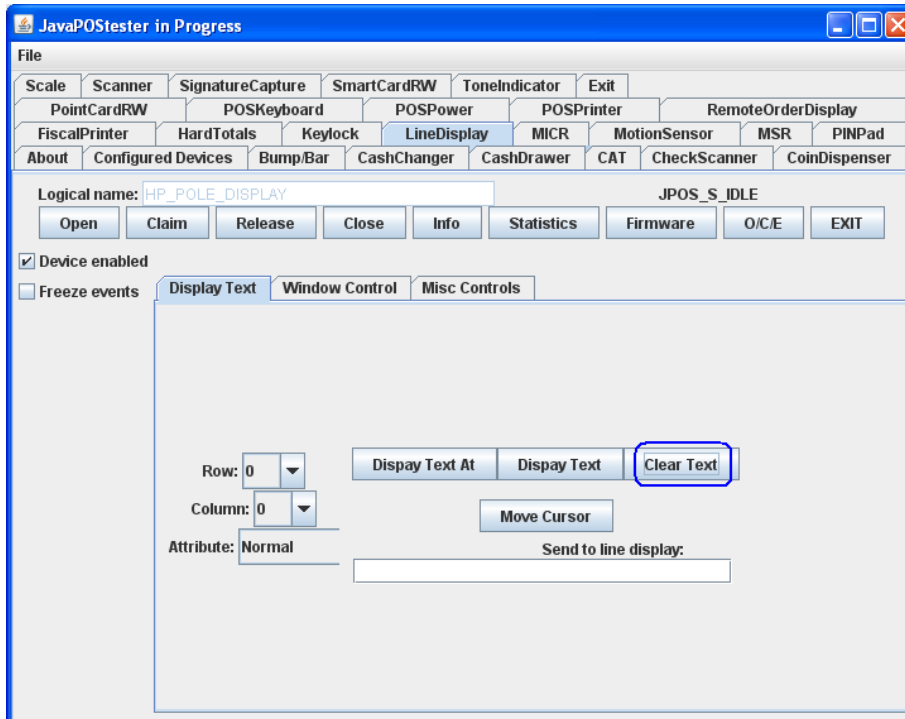 JavaPOStester in Progress
File
Scale Scanner SignatureCapture SmartCardRW ToneIndicator Exit
PointCardRW POSKeyboard POSPower POSPrinter RemoteOrderDisplay
FiscalPrinter HardTotals Keylock LineDisplay MICR MotionSensor MSR PINPad
About Configured Devices Bump/Bar CashChanger CashDrawer CAT CheckScanner CoinDispenser
Logical name: HP_POLE_DISPLAY JPOS_S_IDLE
Open Claim Release Close Info Statistics Firmware O/C/E EXIT
Device enabled
Freeze events Display Text Window Control Misc Controls
Row: 0 Dispay Text At Dispay Text Clear Text
Column: 0 Move Cursor
Attribute: Normal Send to line display: